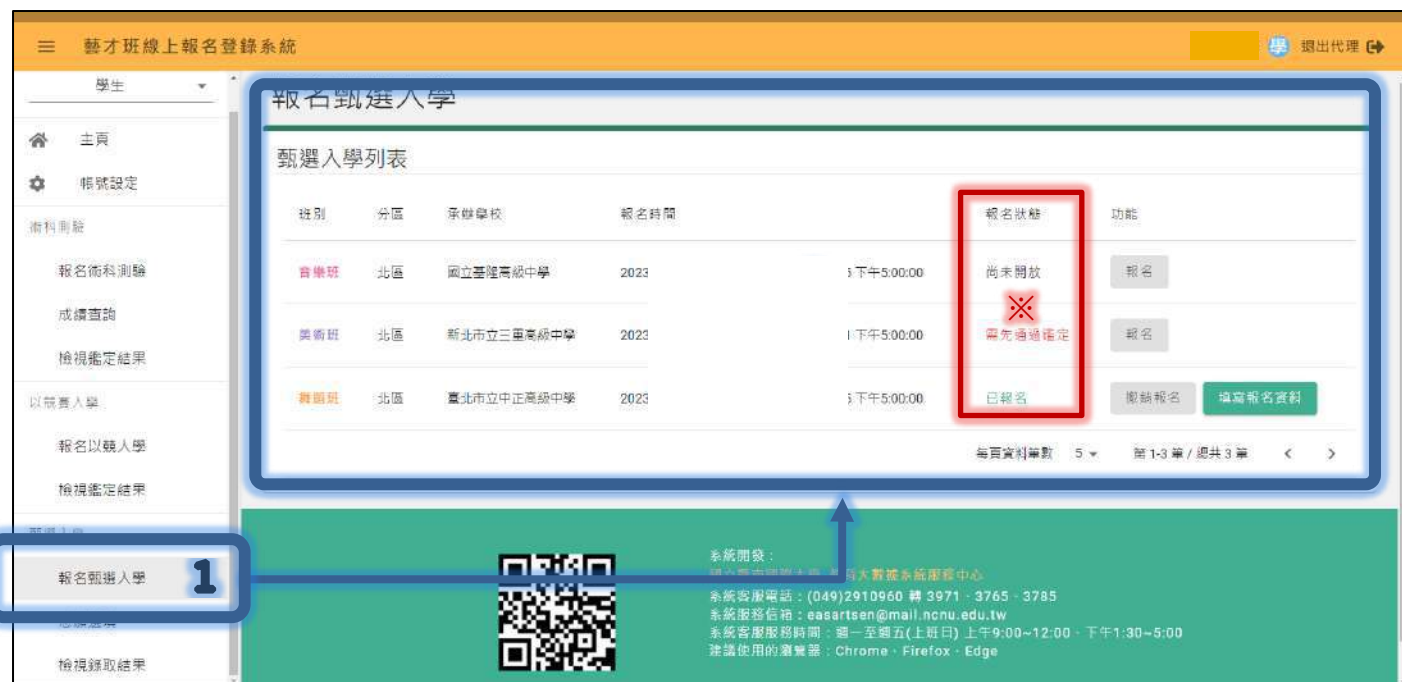 藝才班線上報名登錄系統
學 退出代理
學生
主頁
帳號設定
術科測驗
報名術科測驗
成績查詢
檢視鑑定結果
以競賽入學
報名以競入學
檢視鑑定結果
報名甄選入學 1
檢視錄取結果
報名甄選入學
甄選入學列表
班別 分區 承辦學校 報名時間 報名狀態 功能
音樂班 北區 國立基隆高級中學 2023 下午5:00:00 尚未開放 報名
※
美術班 北區 新北市立三重高級中學 2023 下午5:00:00 需先通過鑑定 報名
舞蹈班 北區 臺北市立中正高級中學 2023 下午5:00:00 已報名 撤銷報名 填寫報名資料
每頁資料筆數 5 第 1-3 筆 / 總共 3 筆
系統開發:
大數據系統服務中心
系統客服電話:(049)2910960 轉 3971、3765、3785
系統服務信箱:easartsen@mail.ncnu.edu.tw
系統客服服務時間:週一至週五(上班日) 上午9:00~12:00、下午1:30~5:00
建議使用的瀏覽器:Chrome、Firefox、Edge